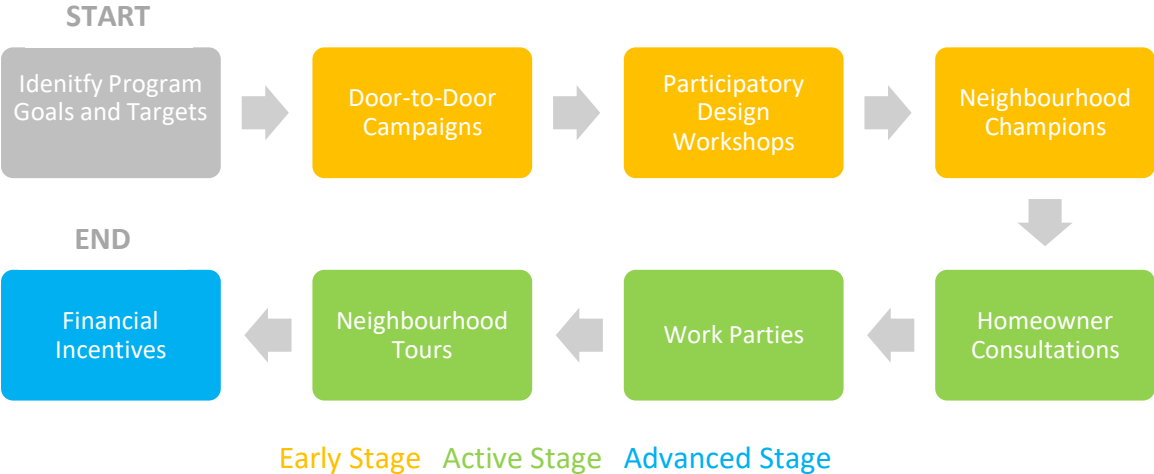 START
Idenitfy Program
Goals and Targets
Door-to-Door
Campaigns
Participatory
Design
Workshops
Neighbourhood
Champions
END
Financial
Incentives
Neighbourhood
Tours
Work Parties
Homeowner
Consultations
Early Stage Active Stage Advanced Stage